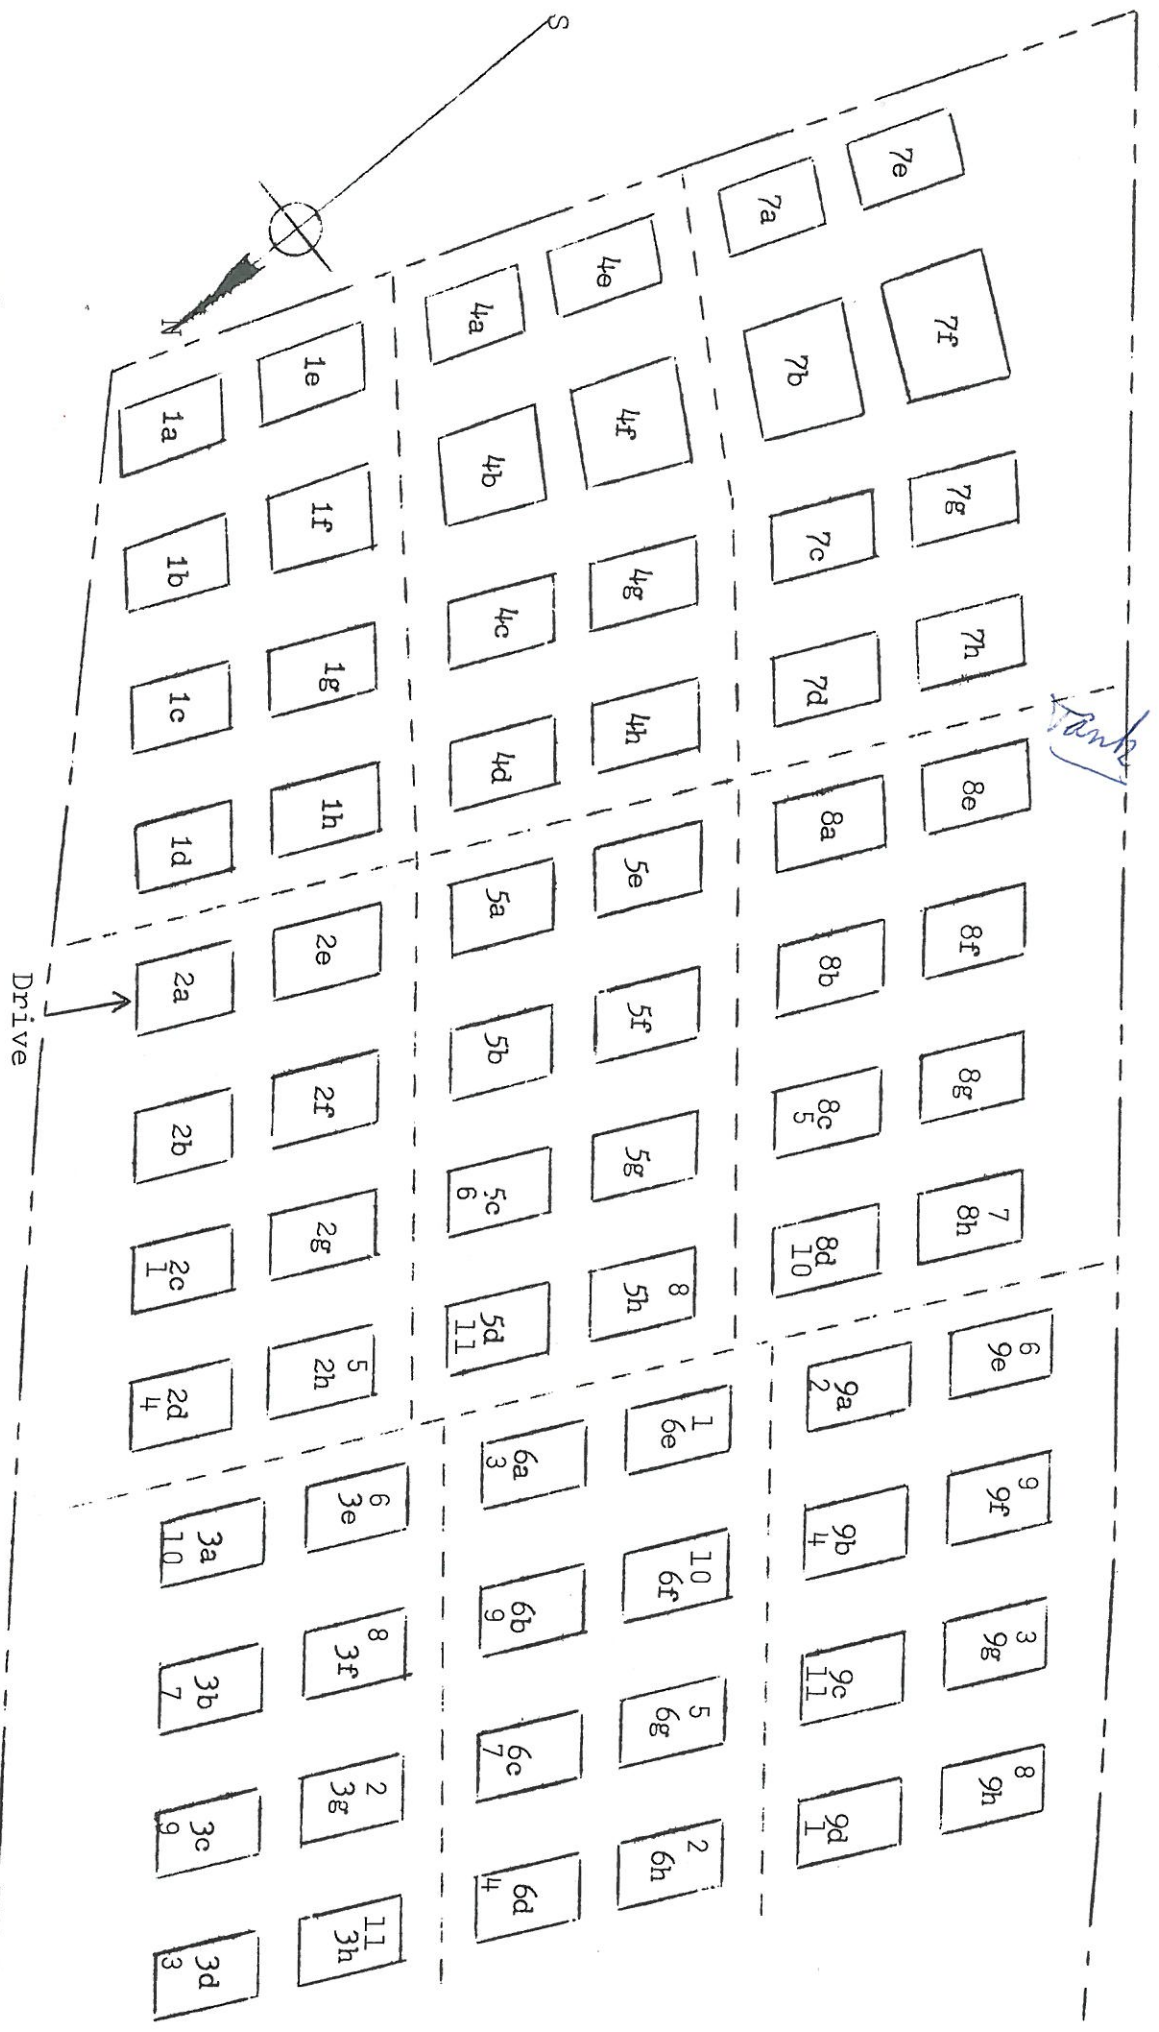 Tank
7 6 9 3 8
7e 7f 7g 7h 8e 8f 8g 8h 9e 9f 9g 9h
7a 7b 7c 7d 8a 8b 8c 8d 9a 9b 9c 9d
5 10 2 4 11 1
S
8 1 10 5 2
4e 4f 4g 4h 5e 5f 5g 5h 6e 6f 6g 6h
4a 4b 4c 4d 5a 5b 5c 5d 6a 6b 6c 6d
6 11 3 9 7 4
5 6 8 2 11
1e 1f 1g 1h 2e 2f 2g 2h 3e 3f 3g 3h
N
1a 1b 1c 1d 2a 2b 2c 2d 3a 3b 3c 3d
1 4 10 7 9 3
Drive